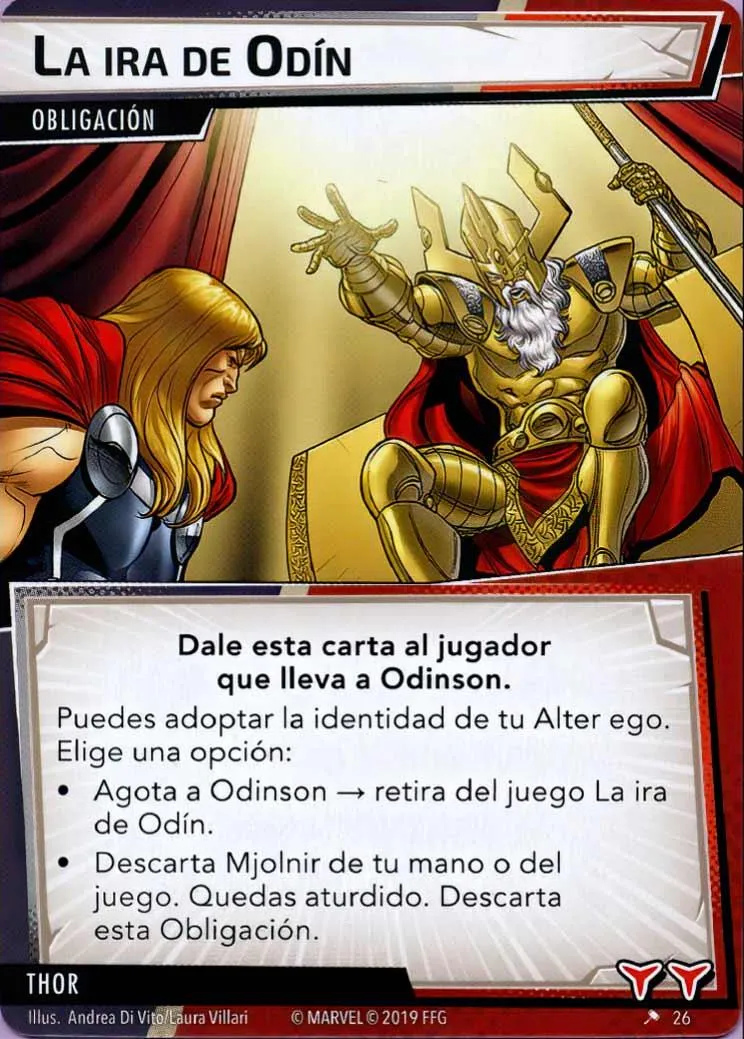 LA IRA DE ODÍN
OBLIGACIÓN
Dale esta carta al jugador
que lleva a Odinson.
Puedes adoptar la identidad de tu Alter ego.
Elige una opción:
• Agota a Odinson → retira del juego La ira
de Odín.
• Descarta Mjolnir de tu mano o del
juego. Quedas aturdido. Descarta
esta Obligación.
THOR
Illus. Andrea Di Vito/Laura Villari © MARVEL © 2019 FFG 26